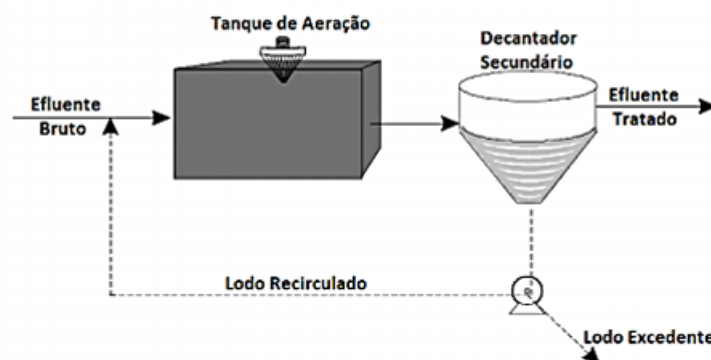 Tanque de Aeração
Decantador
Secundário
Efluente
Bruto
Efluente
Tratado
Lodo Recirculado
Lodo Excedente